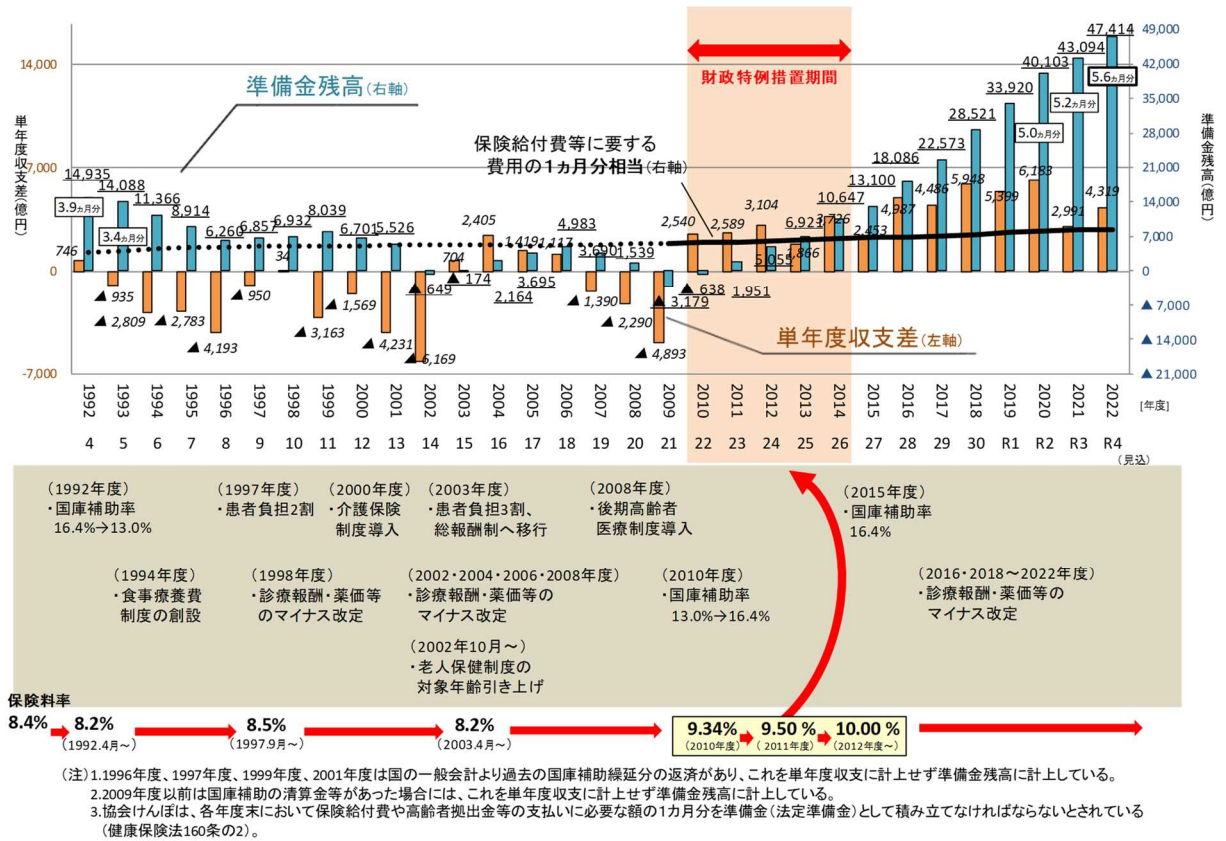 49,000
47,414
43,094
42,000
40,103
14,000
準備金残高(右軸)
財政特例措置期間
5.6ヵ月分
35,000
33,920
5.2ヵ月分
5.0ヵ月分
28,521
28,000
単年度収支差(億円)
準備金残高(億円)
保険給付費等に要する
費用の1ヵ月分相当(右軸)
22,573
21,000
18,086
7,000
14,935
14,088
3.9ヵ月分
3.4ヵ月分
11,366
8,914
6,260
6,857
6,932
8,039
6,701
5,526
2,405
4,983
2,540
2,589
3,104
6,921
10,647
13,100
14,000
4,987
4,486
5,948
5,399
6,183
2,991
4,319
746
34
704
1,419
1,117
3,690
1,539
5,055
1,866
3,726
2,453
7,000
0
0
▲ 935
▲ 2,809
▲ 2,783
▲ 4,193
▲ 950
▲ 3,163
▲ 1,569
▲ 4,231
▲ 649
▲ 6,169
▲ 174
2,164
3,695
▲ 1,390
▲ 2,290
▲ 4,893
▲ 3,179
▲ 638
1,951
▲ 7,000
▲ 14,000
単年度収支差(左軸)
-7,000
▲ 21,000
1992 1993 1994 1995 1996 1997 1998 1999 2000 2001 2002 2003 2004 2005 2006 2007 2008 2009 2010 2011 2012 2013 2014 2015 2016 2017 2018 2019 2020 2021 2022
[年度]
4 5 6 7 8 9 10 11 12 13 14 15 16 17 18 19 20 21 22 23 24 25 26 27 28 29 30 R1 R2 R3 R4
(見込)
(1992年度)
・国庫補助率
16.4%→13.0%
(1997年度)
・患者負担2割
(2000年度)
・介護保険
制度導入
(2003年度)
・患者負担3割、
総報酬制へ移行
(2008年度)
・後期高齢者
医療制度導入
(2015年度)
・国庫補助率
16.4%
(1994年度)
・食事療養費
制度の創設
(1998年度)
・診療報酬・薬価等
のマイナス改定
(2002・2004・2006・2008年度)
・診療報酬・薬価等の
マイナス改定
(2010年度)
・国庫補助率
13.0%→16.4%
(2016・2018～2022年度)
・診療報酬・薬価等の
マイナス改定
(2002年10月～)
・老人保健制度の
対象年齢引き上げ
保険料率
8.4%
8.2%
(1992.4月～)
8.5%
(1997.9月～)
8.2%
(2003.4月～)
9.34%
(2010年度)
9.50 %
(2011年度)
10.00 %
(2012年度～)
(注)1.1996年度、1997年度、1999年度、2001年度は国の一般会計より過去の国庫補助繰延分の返済があり、これを単年度収支に計上せず準備金残高に計上している。
2.2009年度以前は国庫補助の清算金等があった場合には、これを単年度収支に計上せず準備金残高に計上している。
3.協会けんぽは、各年度末において保険給付費や高齢者拠出金等の支払いに必要な額の1カ月分を準備金(法定準備金)として積み立てなければならないとされている
(健康保険法160条の2)。